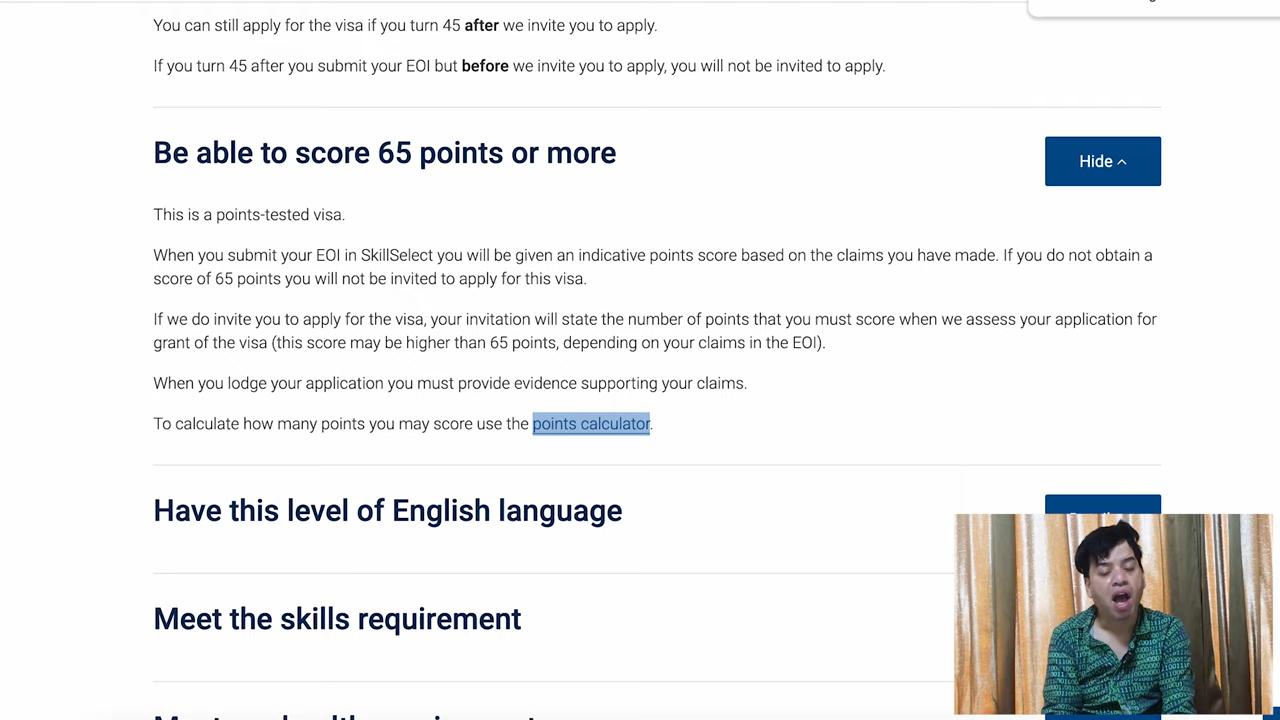 You can still apply for the visa if you turn 45 after we invite you to apply.
If you turn 45 after you submit your EOI but before we invite you to apply, you will not be invited to apply.
Be able to score 65 points or more
Hide
This is a points-tested visa.
When you submit your EOI in SkillSelect you will be given an indicative points score based on the claims you have made. If you do not obtain a
score of 65 points you will not be invited to apply for this visa.
If we do invite you to apply for the visa, your invitation will state the number of points that you must score when we assess your application for
grant of the visa (this score may be higher than 65 points, depending on your claims in the EOI).
When you lodge your application you must provide evidence supporting your claims.
To calculate how many points you may score use the points calculator.
Have this level of English language
Meet the skills requirement